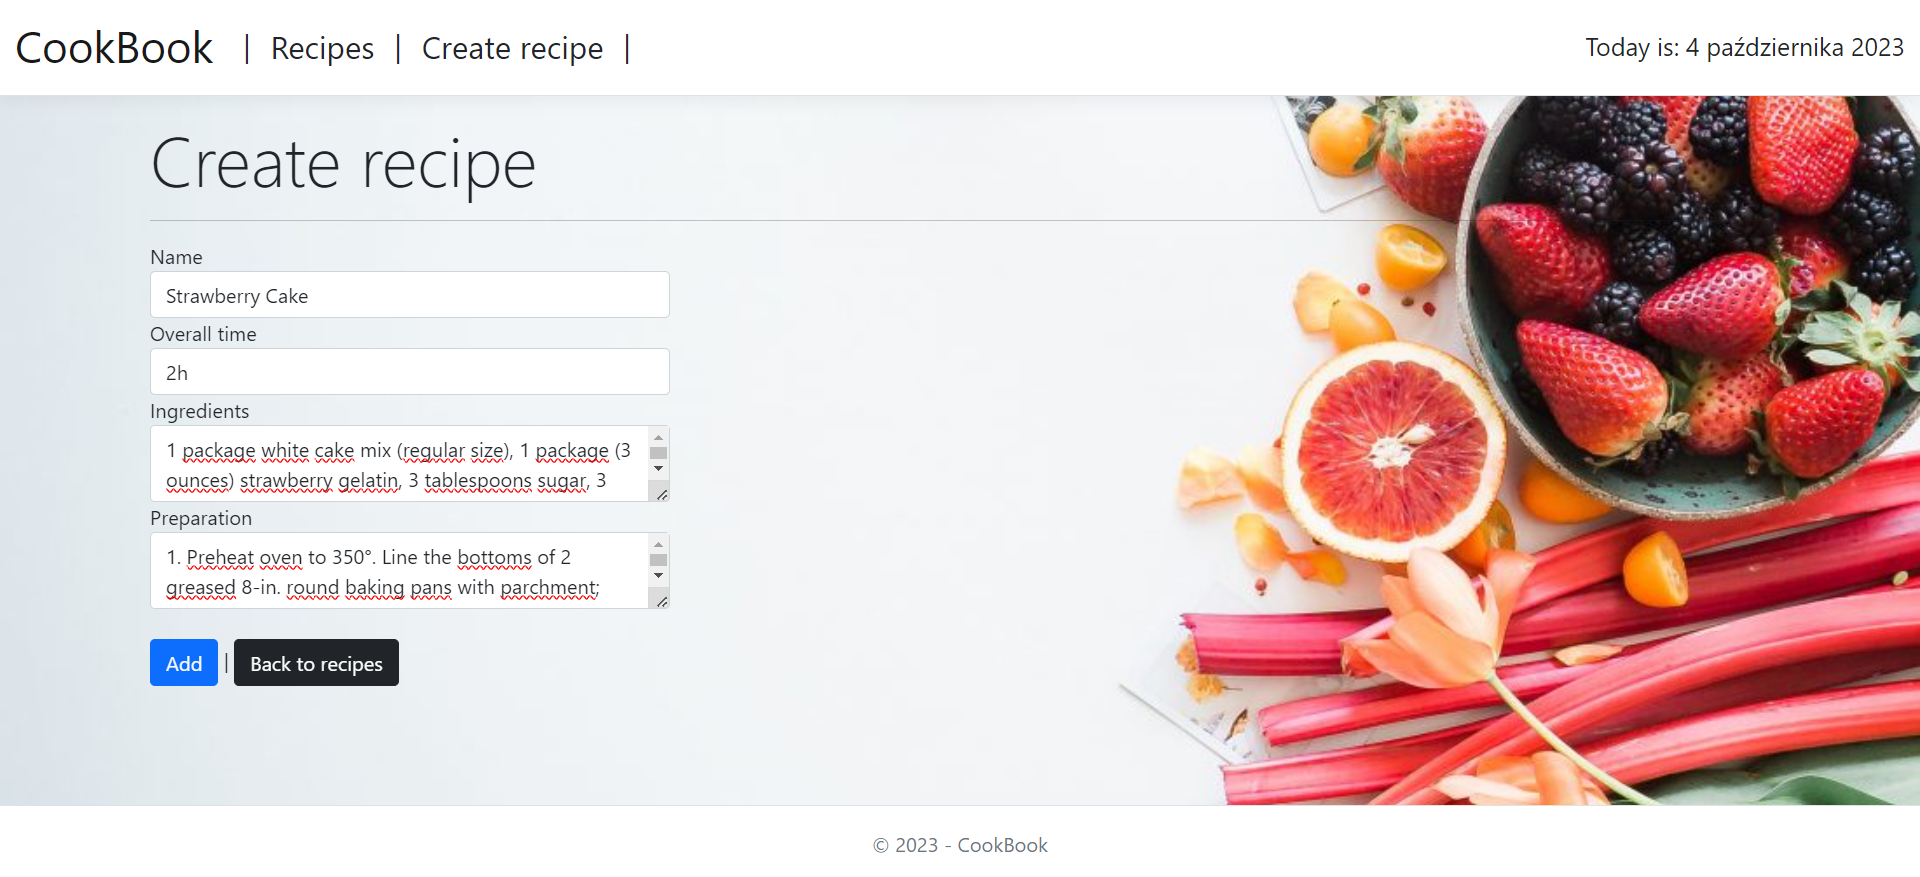 CookBook | Recipes | Create recipe |
Today is: 4 października 2023
Create recipe
Name
Strawberry Cake
Overall time
2h
Ingredients
1 package white cake mix (regular size), 1 package (3
ounces) strawberry gelatin, 3 tablespoons sugar, 3
Preparation
1. Preheat oven to 350°. Line the bottoms of 2
greased 8-in. round baking pans with parchment;
Add | Back to recipes
© 2023 - CookBook